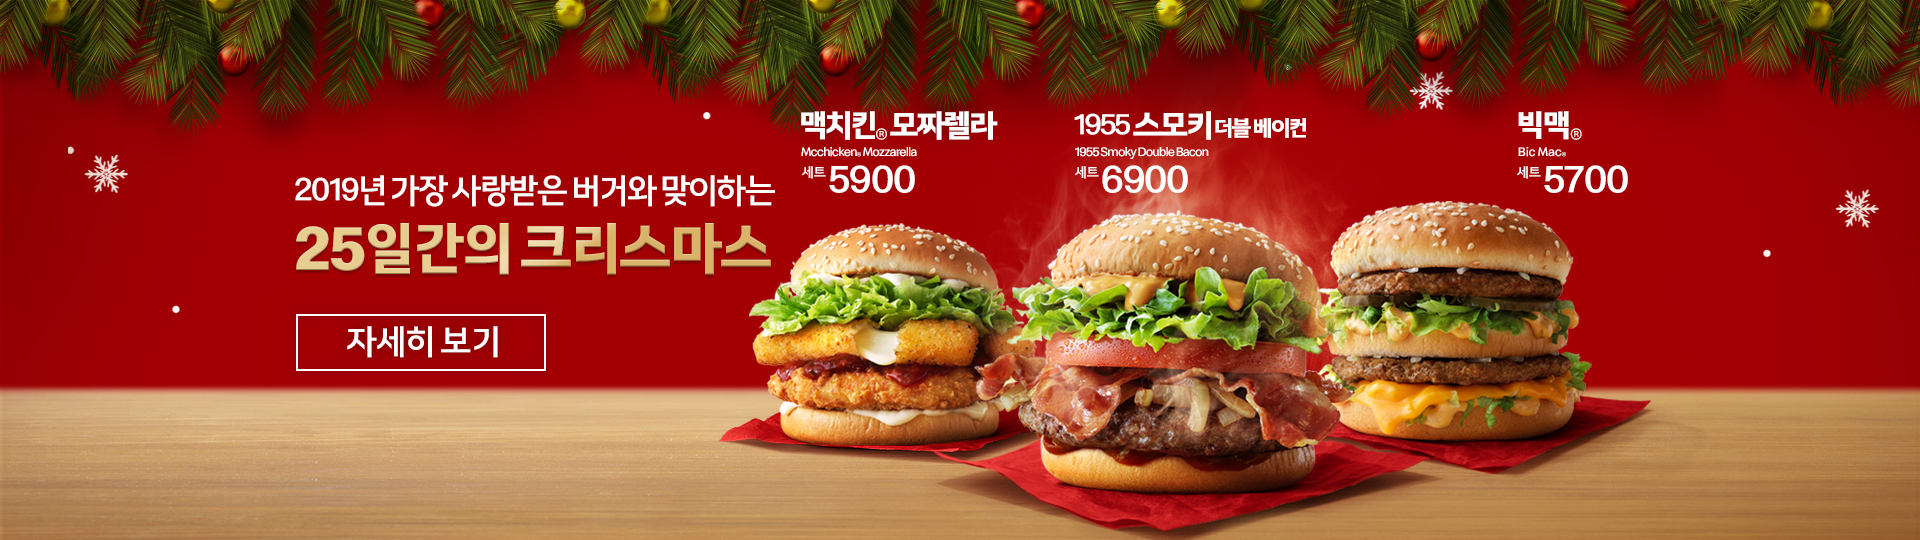 2019년 가장 사랑받은 버거와 맞이하는
25일간의 크리스마스
자세히 보기
맥치킨® 모짜렐라
Mcchicken® Mozzarella
세트 5900
1955 스모키 더블 베이컨
1955 Smoky Double Bacon
세트 6900
빅맥®
Bic Mac®
세트 5700